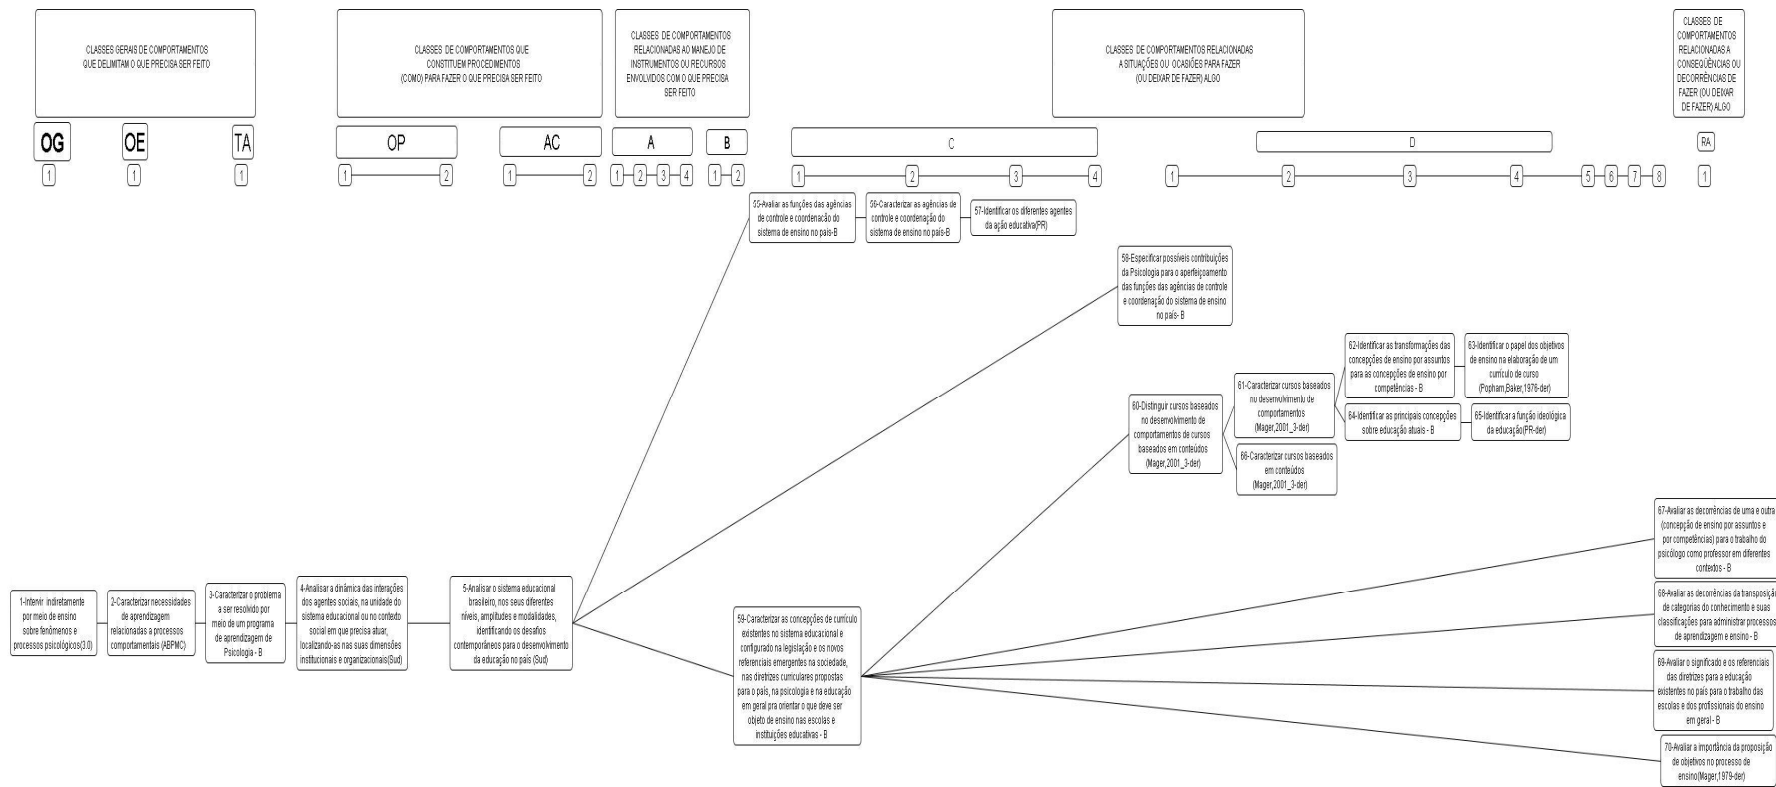 CLASSES GERAIS DE COMPORTAMENTOS
QUE DELIMITAM O QUE PRECISA SER FEITO
CLASSES DE COMPORTAMENTOS QUE
CONSTITUEM PROCEDIMENTOS
(COMO) PARA FAZER O QUE PRECISA SER FEITO
CLASSES DE COMPORTAMENTOS
RELACIONADAS AO MANEJO DE
INSTRUMENTOS OU RECURSOS
ENVOLVIDOS COM O QUE PRECISA
SER FEITO
CLASSES DE COMPORTAMENTOS RELACIONADAS
A SITUAÇÕES OU OCASIÕES PARA FAZER
(OU DEIXAR DE FAZER) ALGO
CLASSES DE
COMPORTAMENTOS
RELACIONADAS A
CONSEQÜÊNCIAS OU
DECORRÊNCIAS DE
FAZER (OU DEIXAR
DE FAZER) ALGO
OG
OE
TA
OP
AC
A
B
C
D
RA
1
1
1
1 2
1 2
1 2 3 4
1 2
1 2 3 4
1 2 3 4 5 6 7 8
1
55-Avaliar as funções das agências
de controle e coordenacão do
sistema de ensino no país-B
56-Caracterizar as agências de
controle e coordenação do
sistema de ensino no país-B
57-Identificar os diferentes agentes
da ação educativa(PR)
58-Especificar possíveis contribuições
da Psicologia para o aperfeiçoamento
das funções das agências de controle
e coordenação do sistema de ensino
no país- B
62-Identificar as transformações das
concepções de ensino por assuntos
para as concepções de ensino por
competências - B
63-Identificar o papel dos objetivos
de ensino na elaboração de um
currículo de curso
(Popham,Baker,1976-der)
61-Caracterizar cursos baseados
no desenvolvimento de
comportamentos
(Mager,2001_3-der)
60-Distinguir cursos baseados
no desenvolvimento de
comportamentos de cursos
baseados em conteúdos
(Mager,2001_3-der)
64-Identificar as principais concepções
sobre educação atuais - B
65-Identificar a função ideológica
da educação(PR-der)
66-Caracterizar cursos baseados
em conteúdos
(Mager,2001_3-der)
67-Avaliar as decorrências de uma e outra
(concepção de ensino por assuntos e
por competências) para o trabalho do
psicólogo como professor em diferentes
contextos - B
1-Intervir indiretamente
por meio de ensino
sobre fenômenos e
processos psicológicos(3.0)
2-Caracterizar necessidades
de aprendizagem
relacionadas a processos
comportamentais (ABPMC)
3-Caracterizar o problema
a ser resolvido por
meio de um programa
de aprendizagem de
Psicologia - B
4-Analisar a dinâmica das interações
dos agentes sociais, na unidade do
sistema educacional ou no contexto
social em que precisa atuar,
localizando-as nas suas dimensões
institucionais e organizacionais(Sud)
5-Analisar o sistema educacional
brasileiro, nos seus diferentes
níveis, amplitudes e modalidades,
identificando os desafios
contemporâneos para o desenvolvimento
da educação no país (Sud)
59-Caracterizar as concepções de currículo
existentes no sistema educacional e
configurado na legislação e os novos
referenciais emergentes na sociedade,
nas diretrizes curriculares propostas
para o país, na psicologia e na educação
em geral pra orientar o que deve ser
objeto de ensino nas escolas e
instituições educativas - B
68-Avaliar as decorrências da transposição
de categorias do conhecimento e suas
classificações para administrar processos
de aprendizagem e ensino - B
69-Avaliar o significado e os referenciais
das diretrizes para a educação
existentes no país para o trabalho das
escolas e dos profissionais do ensino
em geral - B
70-Avaliar a importância da proposição
de objetivos no processo de
ensino(Mager,1979-der)